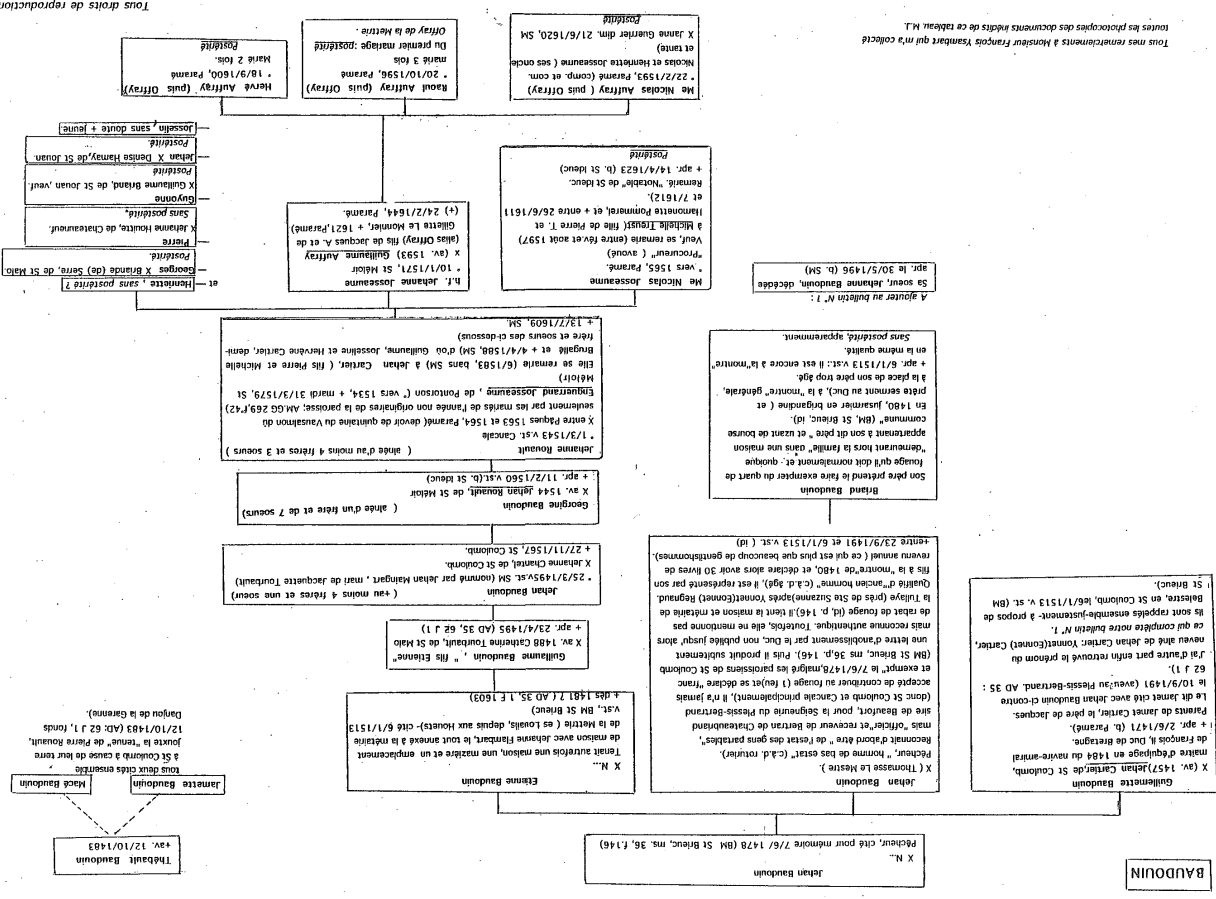 BAUDOUIN
Jehan Baudouin
X N...
Pêcheur, cité pour mémoire 7/6/ 1478 (BM St Brieuc, ms. 36, f.146)
Thébault Baudouin
+av. 12/10/1483
Jamette Baudouin
Macé Baudouin
tous deux cités ensemble
à St Coulomb à cause de leur terre
jouxte la "tenue" de Pierre Rouault,
12/10/1483 (AD: 62 J 1, fonds
Danjou de la Garenne).
Guillemette Baudouin
X (av. 1457) Jehan Cartier, de St Coulomb,
maître d'équipage en 1484 du navire-amiral
de François II, Duc de Bretagne.
+ apr. 2/6/1471 (b. Paramé).
Parents de Jamet Cartier, le père de Jacques.
Le dit Jamet cité avec Jehan Baudouin ci-contre
le 10/9/1491 (aveu au Plessis-Bertrand. AD 35 :
62 J 1).
J'ai d'autre part enfin retrouvé le prénom du
neveu ainé de Jehan Cartier: Yonnet(Eonnet) Cartier,
ce qui complète notre bulletin N° 1.
Ils sont rappelés ensemble-justement- à propos de
Belestre, en St Coulomb, le6/1/1513 v. st. (BM
St Brieuc).
Jehan Baudouin
X ( Thomasse Le Mestre ).
Pêcheur, " homme de bas estat" (c.à.d. roturier).
Reconnait d'abord être " de l'estat des gens partables",
mais "officier"et receveur de Bertran de Chateaubriand
sire de Beaufort, pour la Seigneurie du Plessis-Bertrand
(donc St Coulomb et Cancale principalement), il n'a jamais
accepté de contribuer au fouage (1 feu)et se déclare "franc
et exempt" le 7/6/1478,malgré les paroissiens de St Coulomb
(BM St Brieuc, ms 36,p. 146). Puis il produit subitement
une lettre d'anoblissement par le Duc, non publiée jusqu' alors
mais reconnue authentique. Toutefois, elle ne mentionne pas
de rabat de fouage (id, p. 146).Il tient la maison et métairie de
la Tullaye (près de Ste Suzanne)après Yonnet(Eonnet) Regnaud.
Qualifié d'"ancien homme" (c.à.d. âgé), il est représenté par son
fils à la "montre"de 1480, et déclare alors avoir 30 livres de
revenu annuel ( ce qui est plus que beaucoup de gentilshommes).
+entre 23/9/1491 et 6/1/1513 v.st. ( id)
Etienne Baudouin
X N...
Tenait autrefois une maison, une mazière et un emplacement
de maison avec Jehanne Flambart, le tout annexé à la métairie
de la Mettrie ( es Louails, depuis aux Houets)- cité 6/1/1513
v.st., BM St Brieuc)
+ dès 1481 ? ( AD 35, 1 F 1603)
Guillaume Baudouin , " fils Etienne"
X av. 1488 Catherine Tourbault, de St Malo
+ apr. 23/4/1495 (AD 35, 62 J 1)
Jehan Baudouin ( +au moins 4 frères et une soeur)
° 25/3/1495v.st. SM (nommé par Jehan Maingart , mari de Jacquette Tourbault)
X Jehanne Chantel, de St Coulomb.
+ 27/11/1567, St Coulomb.
Briand Baudouin
Son père prétend le faire exempter du quart de
fouage qu'il doit normalement et quoique
"demeurant hors la famille" dans une maison
appartenant à son dit père " et uzant de bourse
commune" (BM, St Brieuc, id).
En 1480, jusarmier en brigandine ( et
prête serment au Duc), à la "montre" générale,
à la place de son père trop âgé.
+ apr. 6/1/1513 v.st.: il est encore à la"montre"
en la même qualité.
Sans postérité, apparemment.
Georgine Baudouin ( aînée d'un frère et de 7 soeurs)
X av. 1544 Jehan Rouault, de St Méloir
+ apr. 11/2/1560 v.st.(b. St Ideuc)
A ajouter au bulletin N° 1 :
Sa soeur, Jehanne Baudouin, décédée
apr. le 30/5/1496 (b. SM)
Jehanne Rouault ( aînée d'au moins 4 frères et 3 soeurs )
° 1/3/1543 v.st. Cancale
X entre Pâques 1563 et 1564, Paramé( devoir de quintaine du Vausalmon dû
seulement par les mariés de l'année non originaires de la paroisse; AM.GG 269,f°42)
Enguerrand Josseaume , de Pontorson (° vers 1534, + mardi 31/3/1579, St
Méloir)
Elle se remarie (6/1583, bans SM) à Jehan Cartier, ( fils Pierre et Michelle
Brugallé et + 4/4/1588, SM) d'où Guillaume, Josseline et Hervène Cartier, demi-
frère et soeurs des ci-dessous)
+ 13/7/1609, SM.
Me Nicolas Josseaume
° vers 1565, Paramé.
"Procureur" ( avoué)
Veuf, se remarie (entre fév.et août 1597)
à Michelle Treust( fille de Pierre T. et
Hamonette Pommerel, et + entre 26/6/1611
et 7/1612).
Remarié. "Notable" de St Ideuc.
+ apr. 14/4/1623 (b. St Ideuc)
Postérité
h.f. Jehanne Josseaume
° 10/1/1571, St Méloir
x (av. 1593) Guillaume Auffray
(alias Offray) fils de Jacques A. et de
Gillette Le Monnier, + 1621,Paramé)
(+) 24/2/1644, Paramé.
et — Henriette , sans postérité ?
— Georges X Briande (de) Serre, de St Malo.
Postérité.
— Pierre
X Jehanne Houitte, de Chateauneuf.
Sans postérité,
— Guyonne
X Guillaume Briand, de St Jouan ,veuf.
Postérité
— Jehan X Denise Hamay,de St Jouan.
Postérité.
— Josselin, sans doute + jeune.
Me Nicolas Auffray ( puis Offray)
° 22/2/1593, Paramé (comp. et com.
Nicolas et Henriette Josseaume ( ses oncle
et tante)
X Janne Guerrier dim. 21/6/1620, SM
Postérité
Raoul Auffray (puis Offray)
° 20/10/1596, Paramé
marié 3 fois
Du premier mariage :postérité
Offray de la Mettrie .
Hervé Auffray (puis Offray)
° 18/9/1600, Paramé
Marié 2 fois.
Postérité
Tous mes remerciements à Monsieur François Ysambart qui m'a collecté
toutes les photocopies des documents inédits de ce tableau. M.J.
Tous droits de reproduction